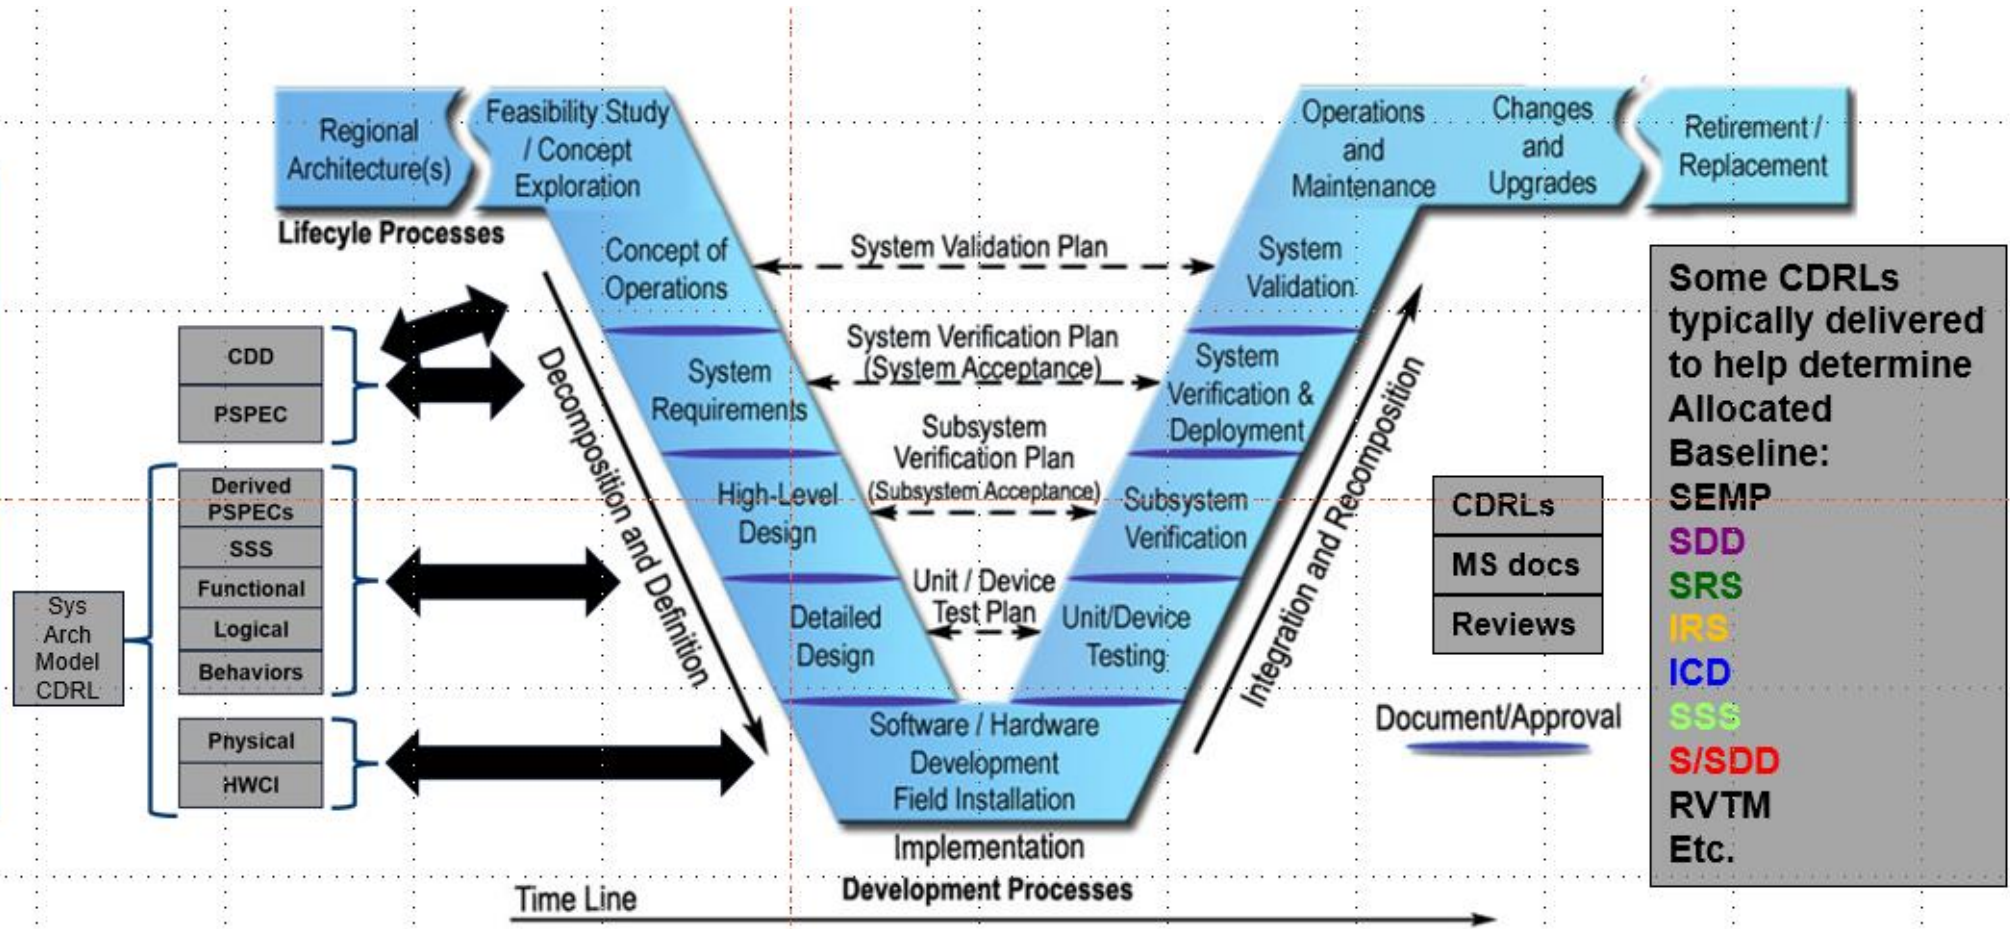 Regional
Architecture(s)
Feasibility Study
/ Concept
Exploration
Operations
and
Maintenance
Changes
and
Upgrades
Retirement /
Replacement
Lifecyle Processes
Concept of
Operations
System Validation Plan
System
Validation
System
Requirements
System Verification Plan
(System Acceptance)
System
Verification &
Deployment
High-Level
Design
Subsystem
Verification Plan
(Subsystem Acceptance)
Subsystem
Verification
Detailed
Design
Unit / Device
Test Plan
Unit/Device
Testing
Software / Hardware
Development
Field Installation
Implementation
Development Processes
Time Line
Decomposition and Definition
Integration and Recomposition
CDD
PSPEC
Derived
PSPECs
SSS
Functional
Logical
Behaviors
Physical
HWCI
Sys
Arch
Model
CDRL
CDRLs
MS docs
Reviews
Document/Approval
Some CDRLs
typically delivered
to help determine
Allocated
Baseline:
SEMP
SDD
SRS
IRS
ICD
SSS
S/SDD
RVTM
Etc.